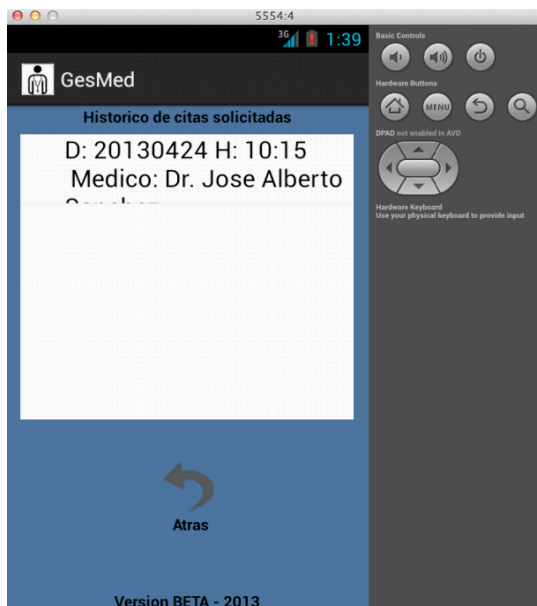 5554:4
3G 1:39
GesMed
Historico de citas solicitadas
D: 20130424 H: 10:15
Medico: Dr. Jose Alberto
Atras
Version BETA - 2013
Basic Controls
Hardware Buttons
MENU
DPAD not enabled in AVD
Hardware Keyboard
Use your physical keyboard to provide input